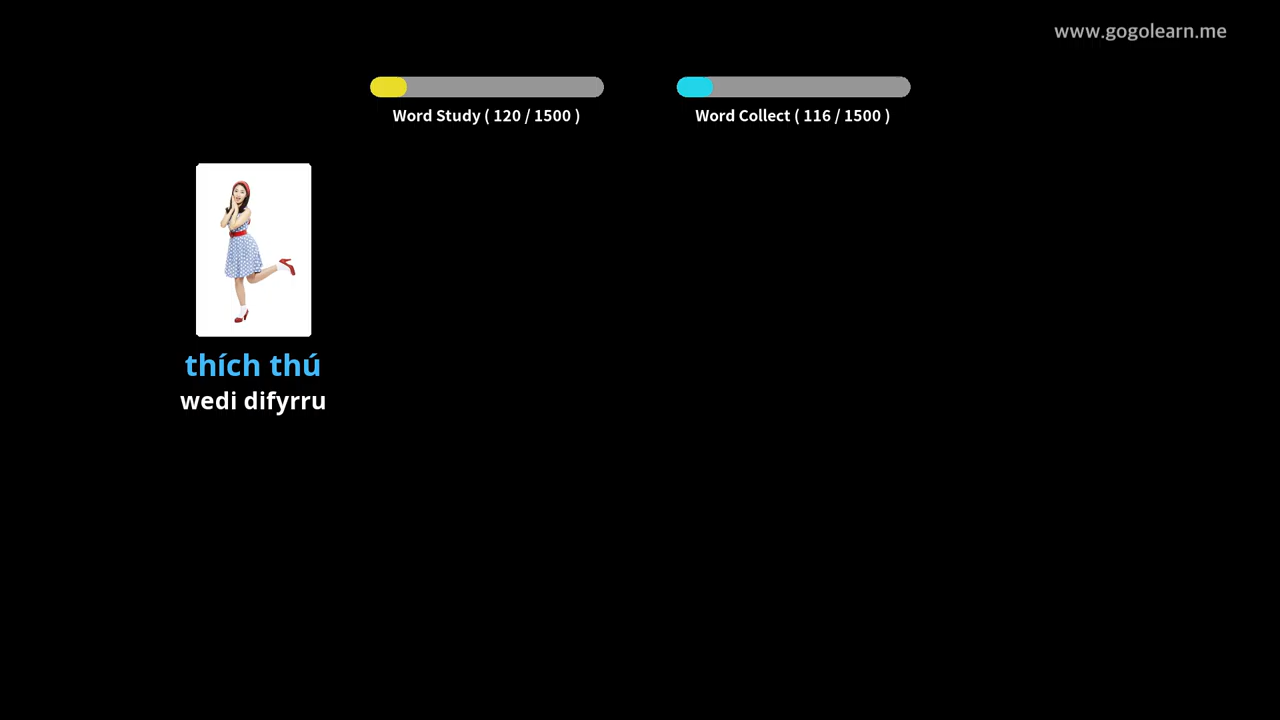 www.gogolearn.me
Word Study ( 120 / 1500 )
Word Collect ( 116 / 1500 )
thích thú
wedi difyrru